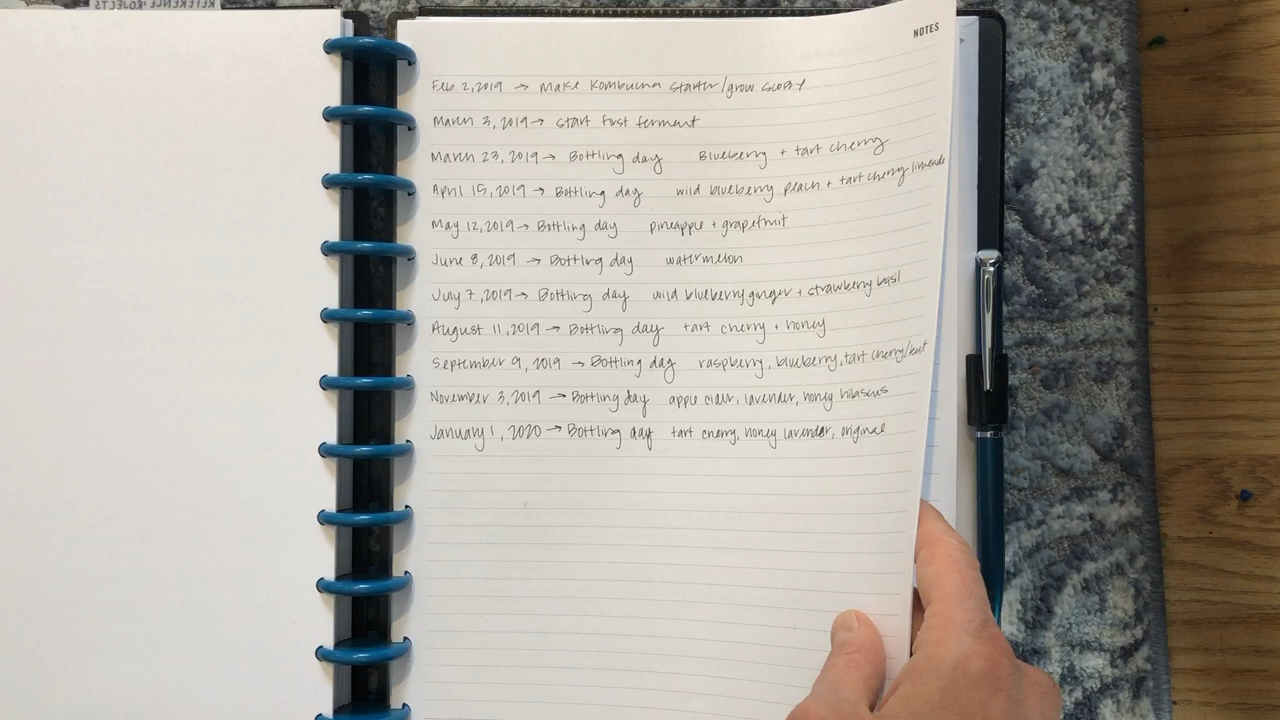 REFERENCE PROJECTS
NOTES
Feb 2, 2019 → Make Kombucha starter/grow SCOBY
March 3, 2019 → start first ferment
March 23, 2019 → Bottling day Blueberry + tart cherry
April 15, 2019 → Bottling day wild blueberry peach + tart cherry limeade
May 12, 2019 → Bottling day pineapple + grapefruit
June 8, 2019 → Bottling day watermelon
July 7, 2019 → Bottling day wild blueberry ginger + strawberry basil
August 11, 2019 → Bottling day tart cherry + honey
September 9, 2019 → Bottling day raspberry, blueberry, tart cherry/beet
November 3, 2019 → Bottling day apple cider, lavender, honey hibiscus
January 1, 2020 → Bottling day tart cherry, honey lavender, original